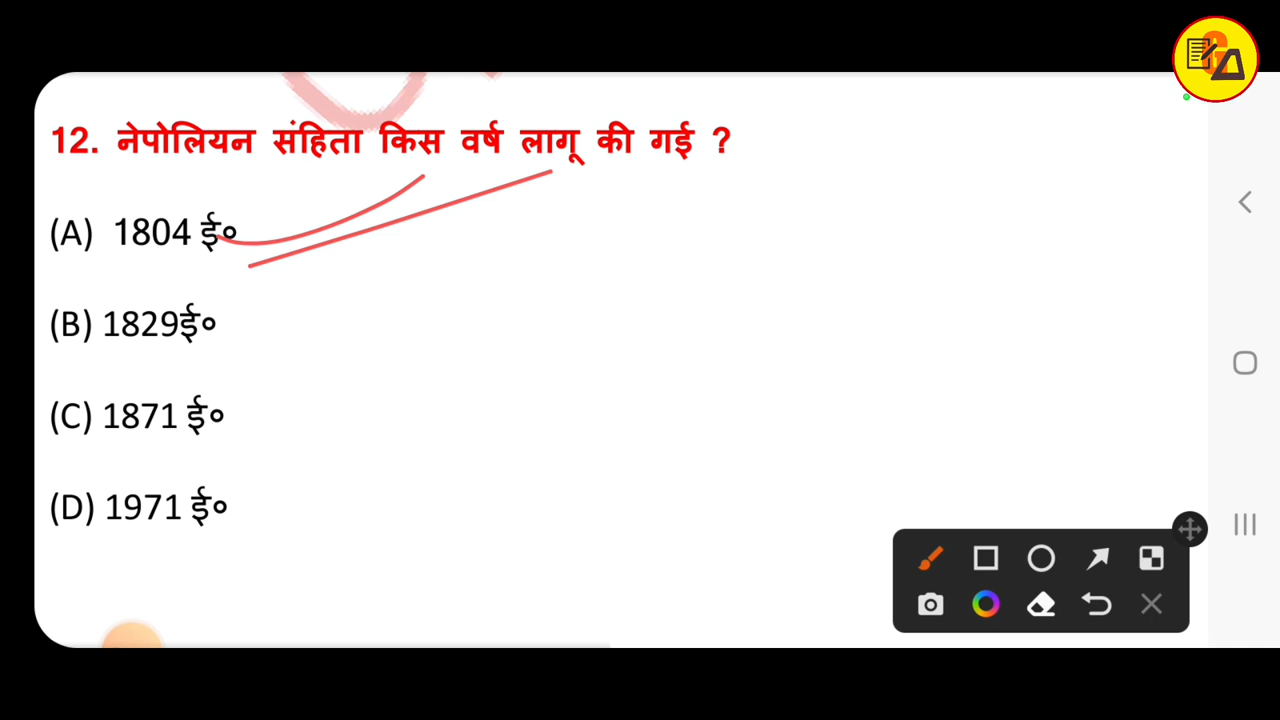 12. नेपोलियन संहिता किस वर्ष लागू की गई ?
(A) 1804 ई०
(B) 1829ई०
(C) 1871 ई०
(D) 1971 ई०